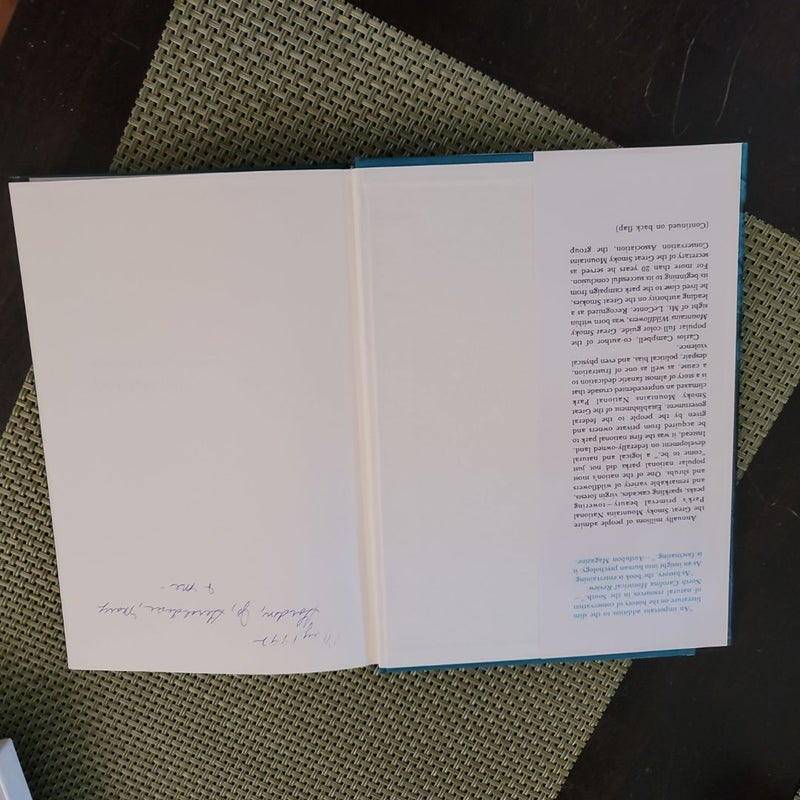 "An important addition to the slim
literature on the history of conservation
of natural resources in the South." —
North Carolina Historical Review
"As history, the book is entertaining.
As an insight into human psychology, it
is fascinating." —Audubon Magazine.
Annually millions of people admire
the Great Smoky Mountains National
Park's primeval beauty—towering
peaks, sparkling cascades, virgin forests,
and remarkable variety of wildflowers
and shrubs. One of the nation's most
popular national parks did not just
"come to be," a logical and natural
development on federally-owned land.
Instead, it was the first national park to
be acquired from private owners and
given by the people to the federal
government. Establishment of the Great
Smoky Mountains National Park
climaxed an unprecedented crusade that
is a story of almost fanatic dedication to
a cause, as well as one of frustration,
despair, political bias, and even physical
violence.
Carlos Campbell, co-author of the
popular full-color guide, Great Smoky
Mountains Wildflowers, was born within
sight of Mt. LeConte. Recognized as a
leading authority on the Great Smokies,
he lived close to the park campaign from
its beginning to its successful conclusion.
For more than 20 years he served as
secretary of the Great Smoky Mountains
Conservation Association, the group
(Continued on back flap)
May 1992
Gordon, Jo, Geraldine, Mary
& me -